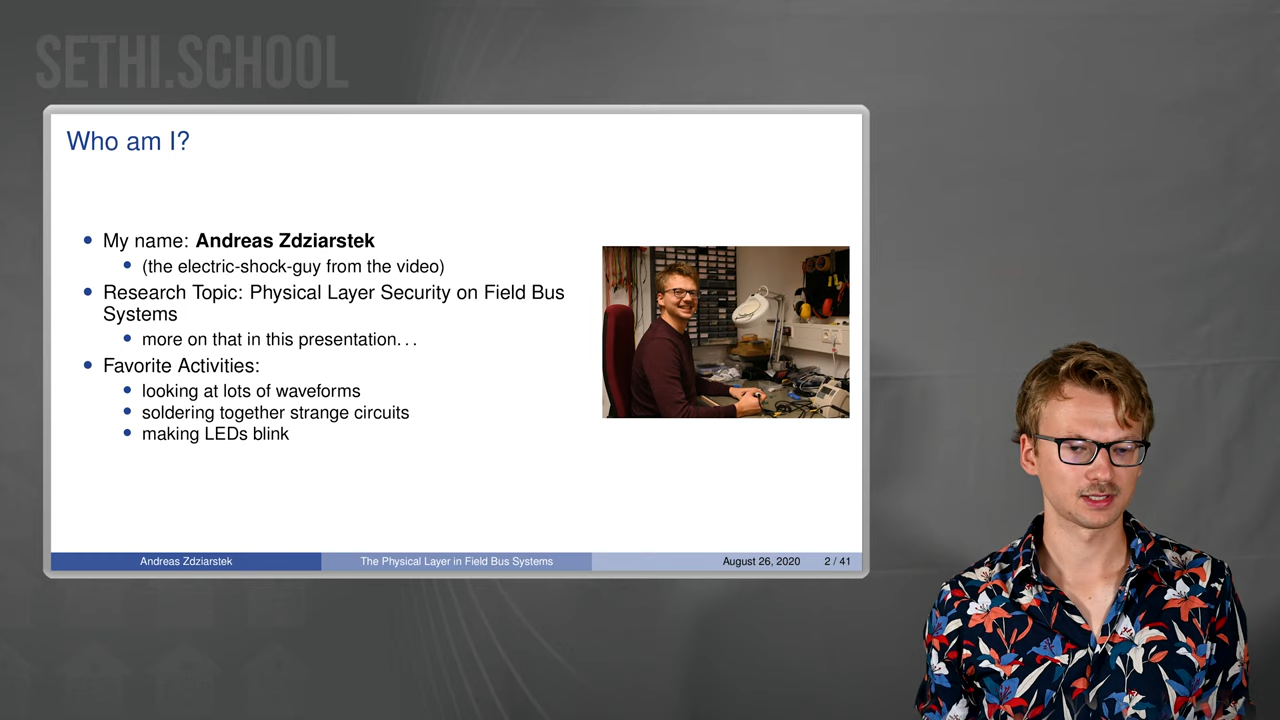 SETHI.SCHOOL
Who am I?
My name: Andreas Zdziarstek
(the electric-shock-guy from the video)
Research Topic: Physical Layer Security on Field Bus
Systems
more on that in this presentation...
Favorite Activities:
looking at lots of waveforms
soldering together strange circuits
making LEDs blink
Andreas Zdziarstek The Physical Layer in Field Bus Systems August 26, 2020 2 / 41